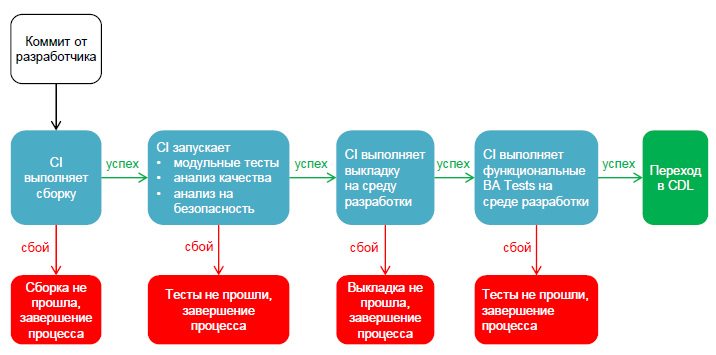 Коммит от
разработчика
CI
выполняет
сборку
успех
CI запускает
• модульные тесты
• анализ качества
• анализ на
безопасность
успех
CI выполняет
выкладку
на среду
разработки
успех
CI выполняет
функциональные
BA Tests на
среде разработки
успех
Переход
в CDL
сбой
сбой
сбой
сбой
Сборка не
прошла,
завершение
процесса
Тесты не прошли,
завершение
процесса
Выкладка не
прошла,
завершение
процесса
Тесты не прошли,
завершение
процесса